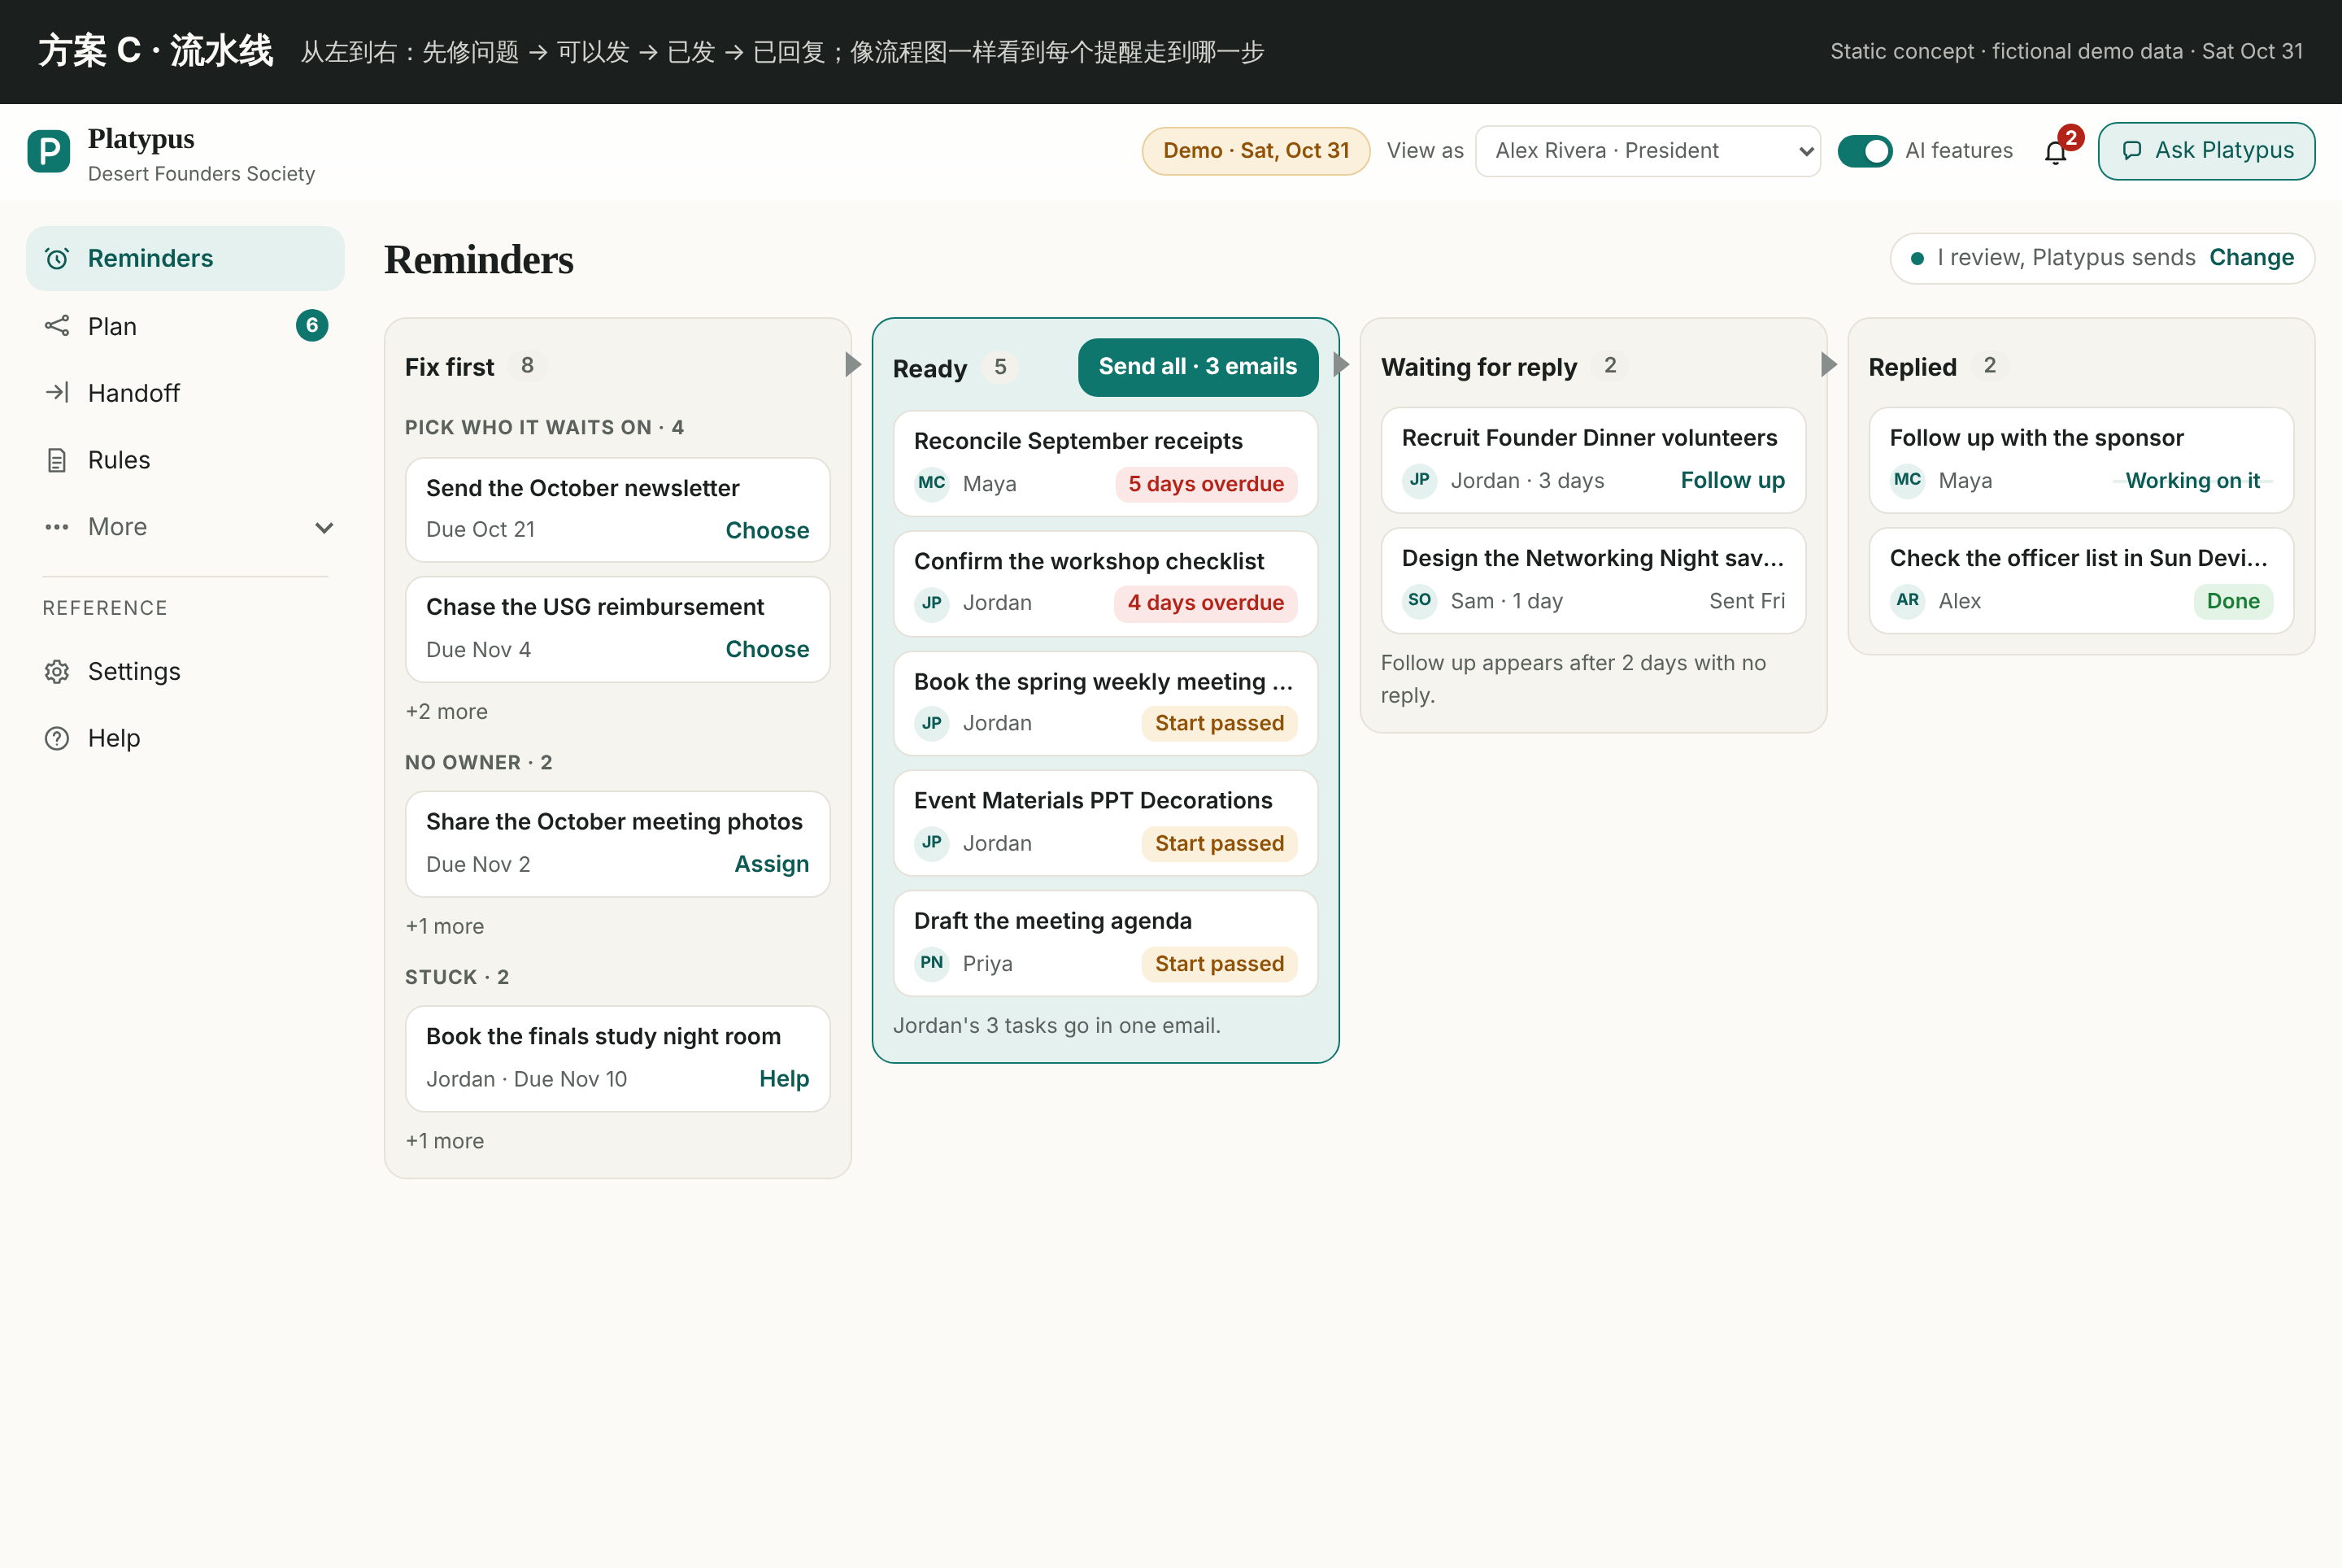 方案 C · 流水线
从左到右：先修问题 → 可以发 → 已发 → 已回复；像流程图一样看到每个提醒走到哪一步
Static concept · fictional demo data · Sat Oct 31
P
Platypus
Desert Founders Society
Demo · Sat, Oct 31
View as
Alex Rivera · President
AI features
2
Ask Platypus
Reminders
Plan
6
Handoff
Rules
More
REFERENCE
Settings
Help
Reminders
I review, Platypus sends Change
Fix first 8
PICK WHO IT WAITS ON · 4
Send the October newsletter
Due Oct 21
Choose
Chase the USG reimbursement
Due Nov 4
Choose
+2 more
NO OWNER · 2
Share the October meeting photos
Due Nov 2
Assign
+1 more
STUCK · 2
Book the finals study night room
Jordan · Due Nov 10
Help
+1 more
Ready 5
Send all · 3 emails
Reconcile September receipts
MC Maya
5 days overdue
Confirm the workshop checklist
JP Jordan
4 days overdue
Book the spring weekly meeting ...
JP Jordan
Start passed
Event Materials PPT Decorations
JP Jordan
Start passed
Draft the meeting agenda
PN Priya
Start passed
Jordan's 3 tasks go in one email.
Waiting for reply 2
Recruit Founder Dinner volunteers
JP Jordan · 3 days
Follow up
Design the Networking Night sav...
SO Sam · 1 day
Sent Fri
Follow up appears after 2 days with no
reply.
Replied 2
Follow up with the sponsor
MC Maya
Working on it
Check the officer list in Sun Devi...
AR Alex
Done